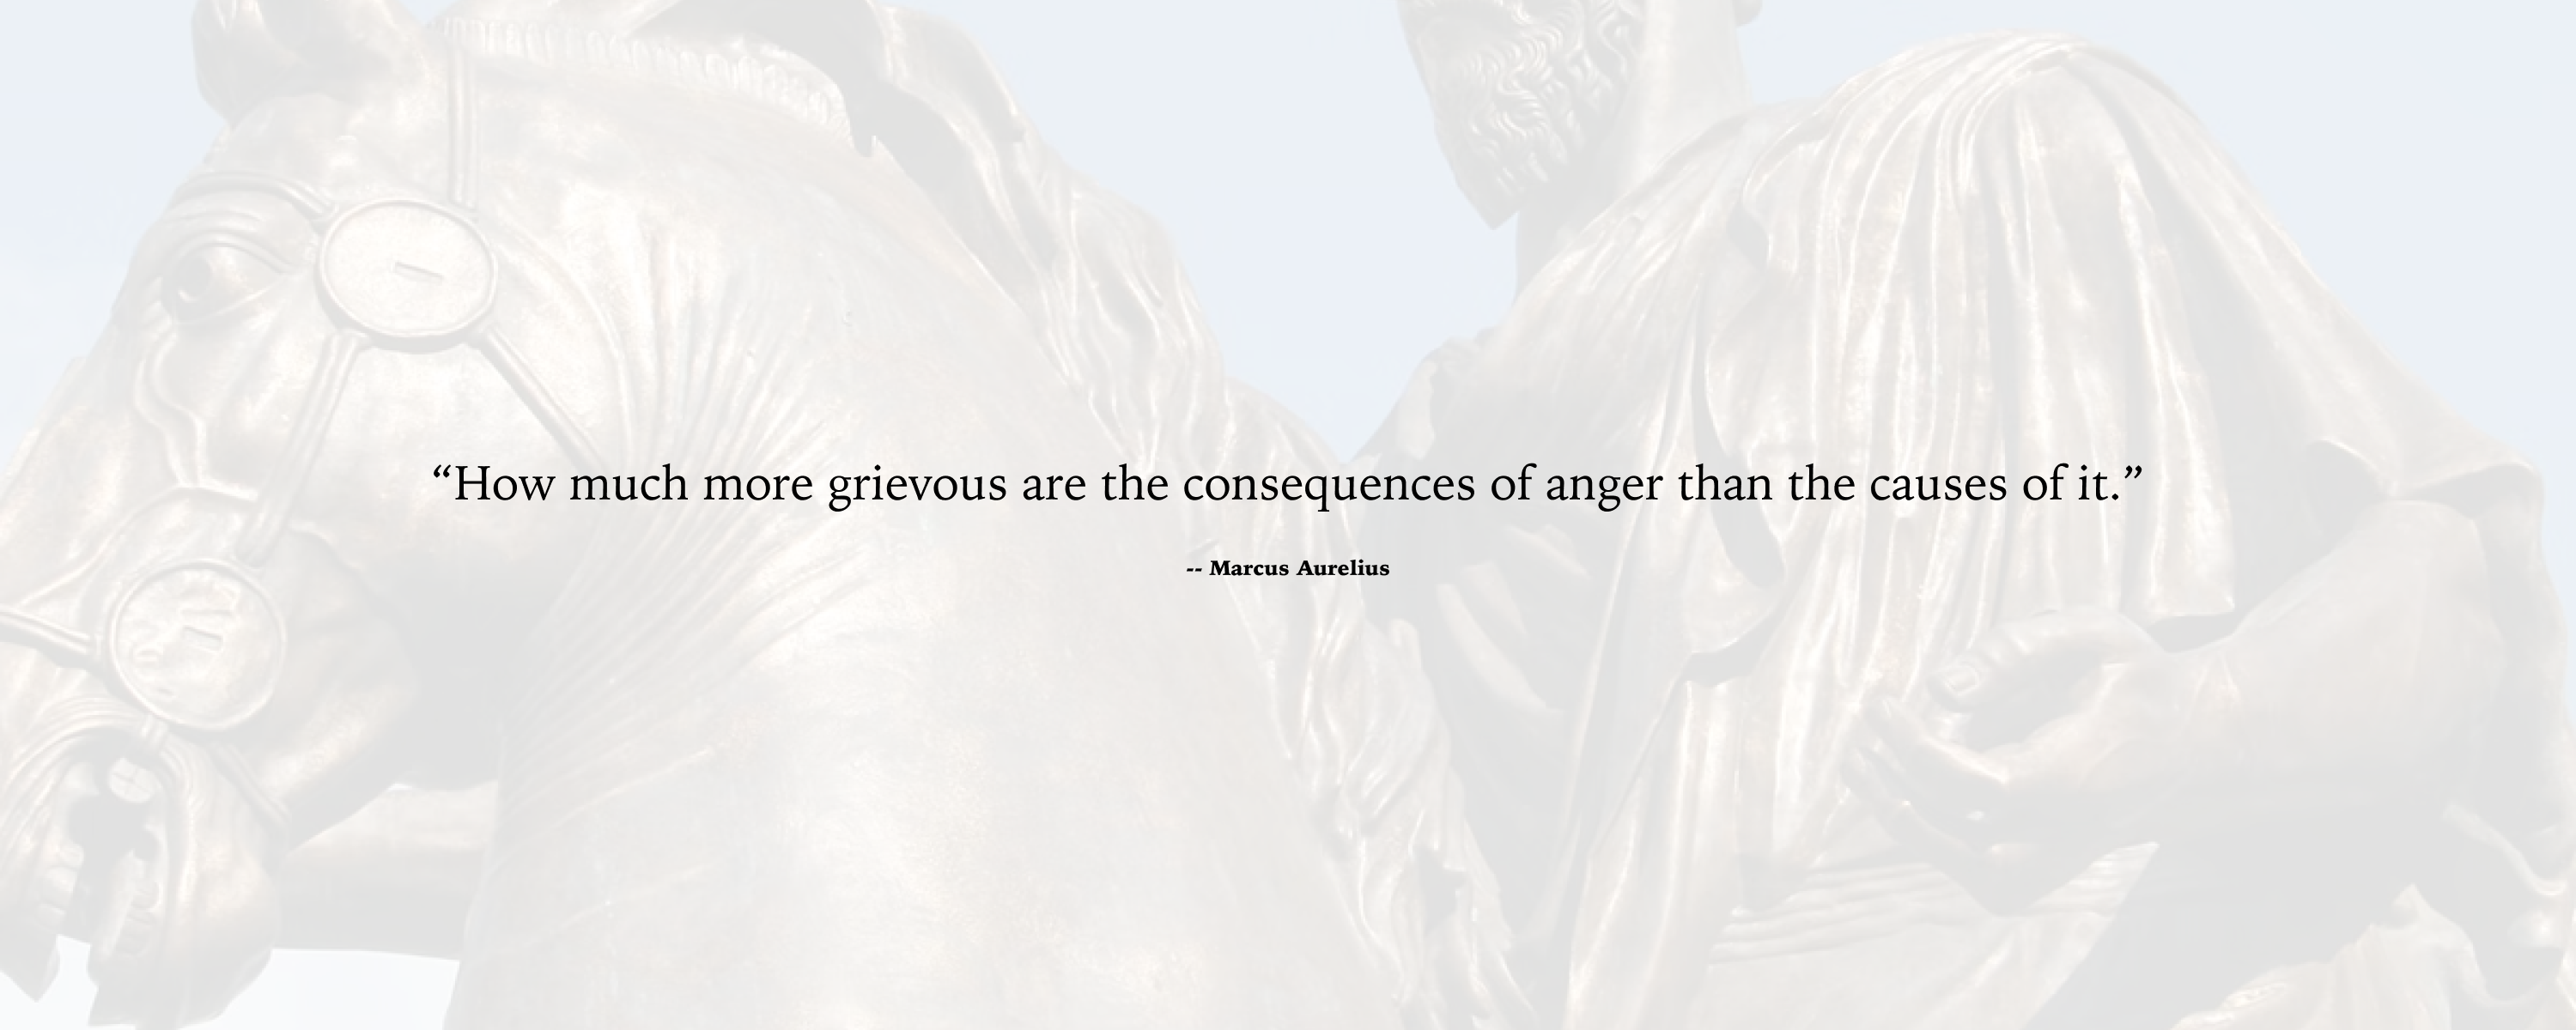 “How much more grievous are the consequences of anger than the causes of it.”
-- Marcus Aurelius